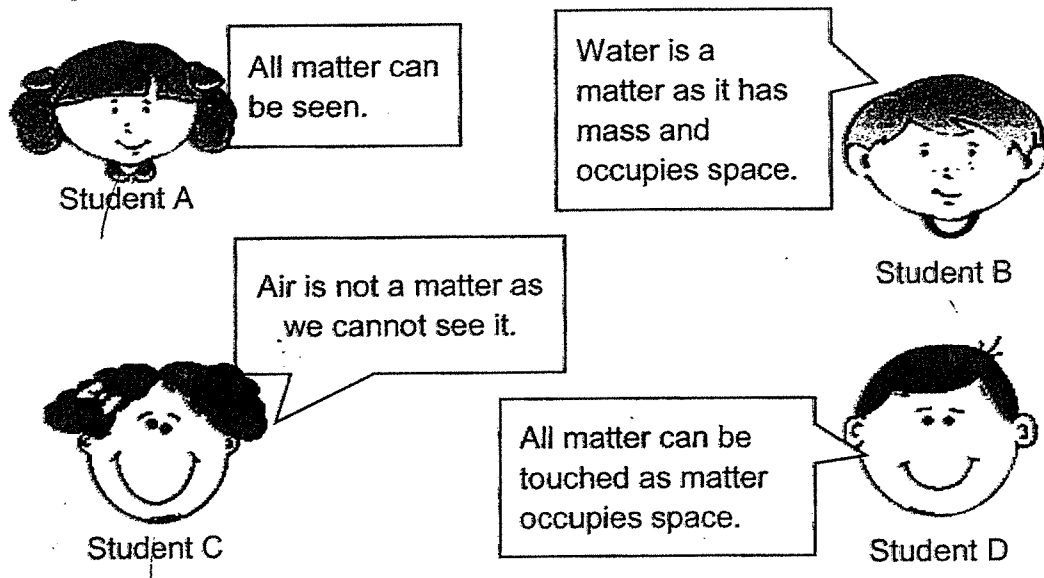 All matter can
be seen.
Student A
Water is a
matter as it has
mass and
occupies space.
Student B
Air is not a matter as
we cannot see it.
Student C
All matter can be
touched as matter
occupies space.
Student D